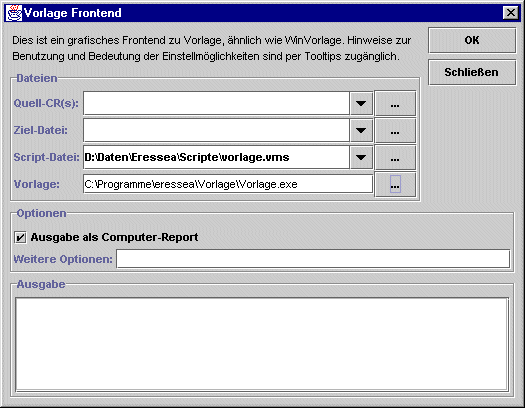 Vorlage Frontend
Dies ist ein grafisches Frontend zu Vorlage, ähnlich wie WinVorlage. Hinweise zur
Benutzung und Bedeutung der Einstellmöglichkeiten sind per Tooltips zugänglich.
OK
Schließen
Dateien
Quell-CR(s): ...
Ziel-Datei: ...
Script-Datei: D:\Daten\Eressea\Scripte\vorlage.vms ...
Vorlage: C:\Programme\eressea\Vorlage\Vorlage.exe ...
Optionen
Ausgabe als Computer-Report
Weitere Optionen:
Ausgabe